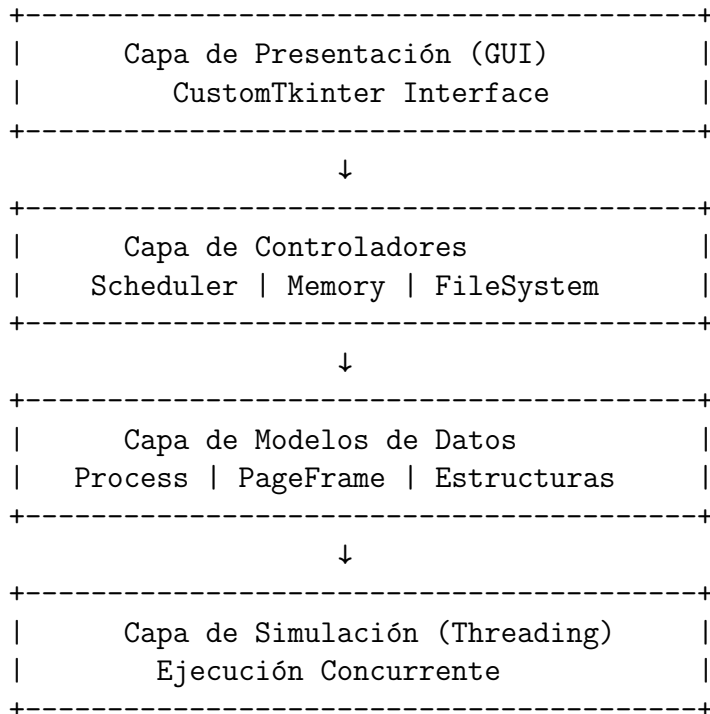 +------------------------------------------+
|       Capa de Presentación (GUI)         |
|          CustomTkinter Interface         |
+------------------------------------------+
↓
+------------------------------------------+
|       Capa de Controladores              |
|     Scheduler | Memory | FileSystem      |
+------------------------------------------+
↓
+------------------------------------------+
|       Capa de Modelos de Datos           |
|    Process | PageFrame | Estructuras     |
+------------------------------------------+
↓
+------------------------------------------+
|       Capa de Simulación (Threading)     |
|         Ejecución Concurrente            |
+------------------------------------------+